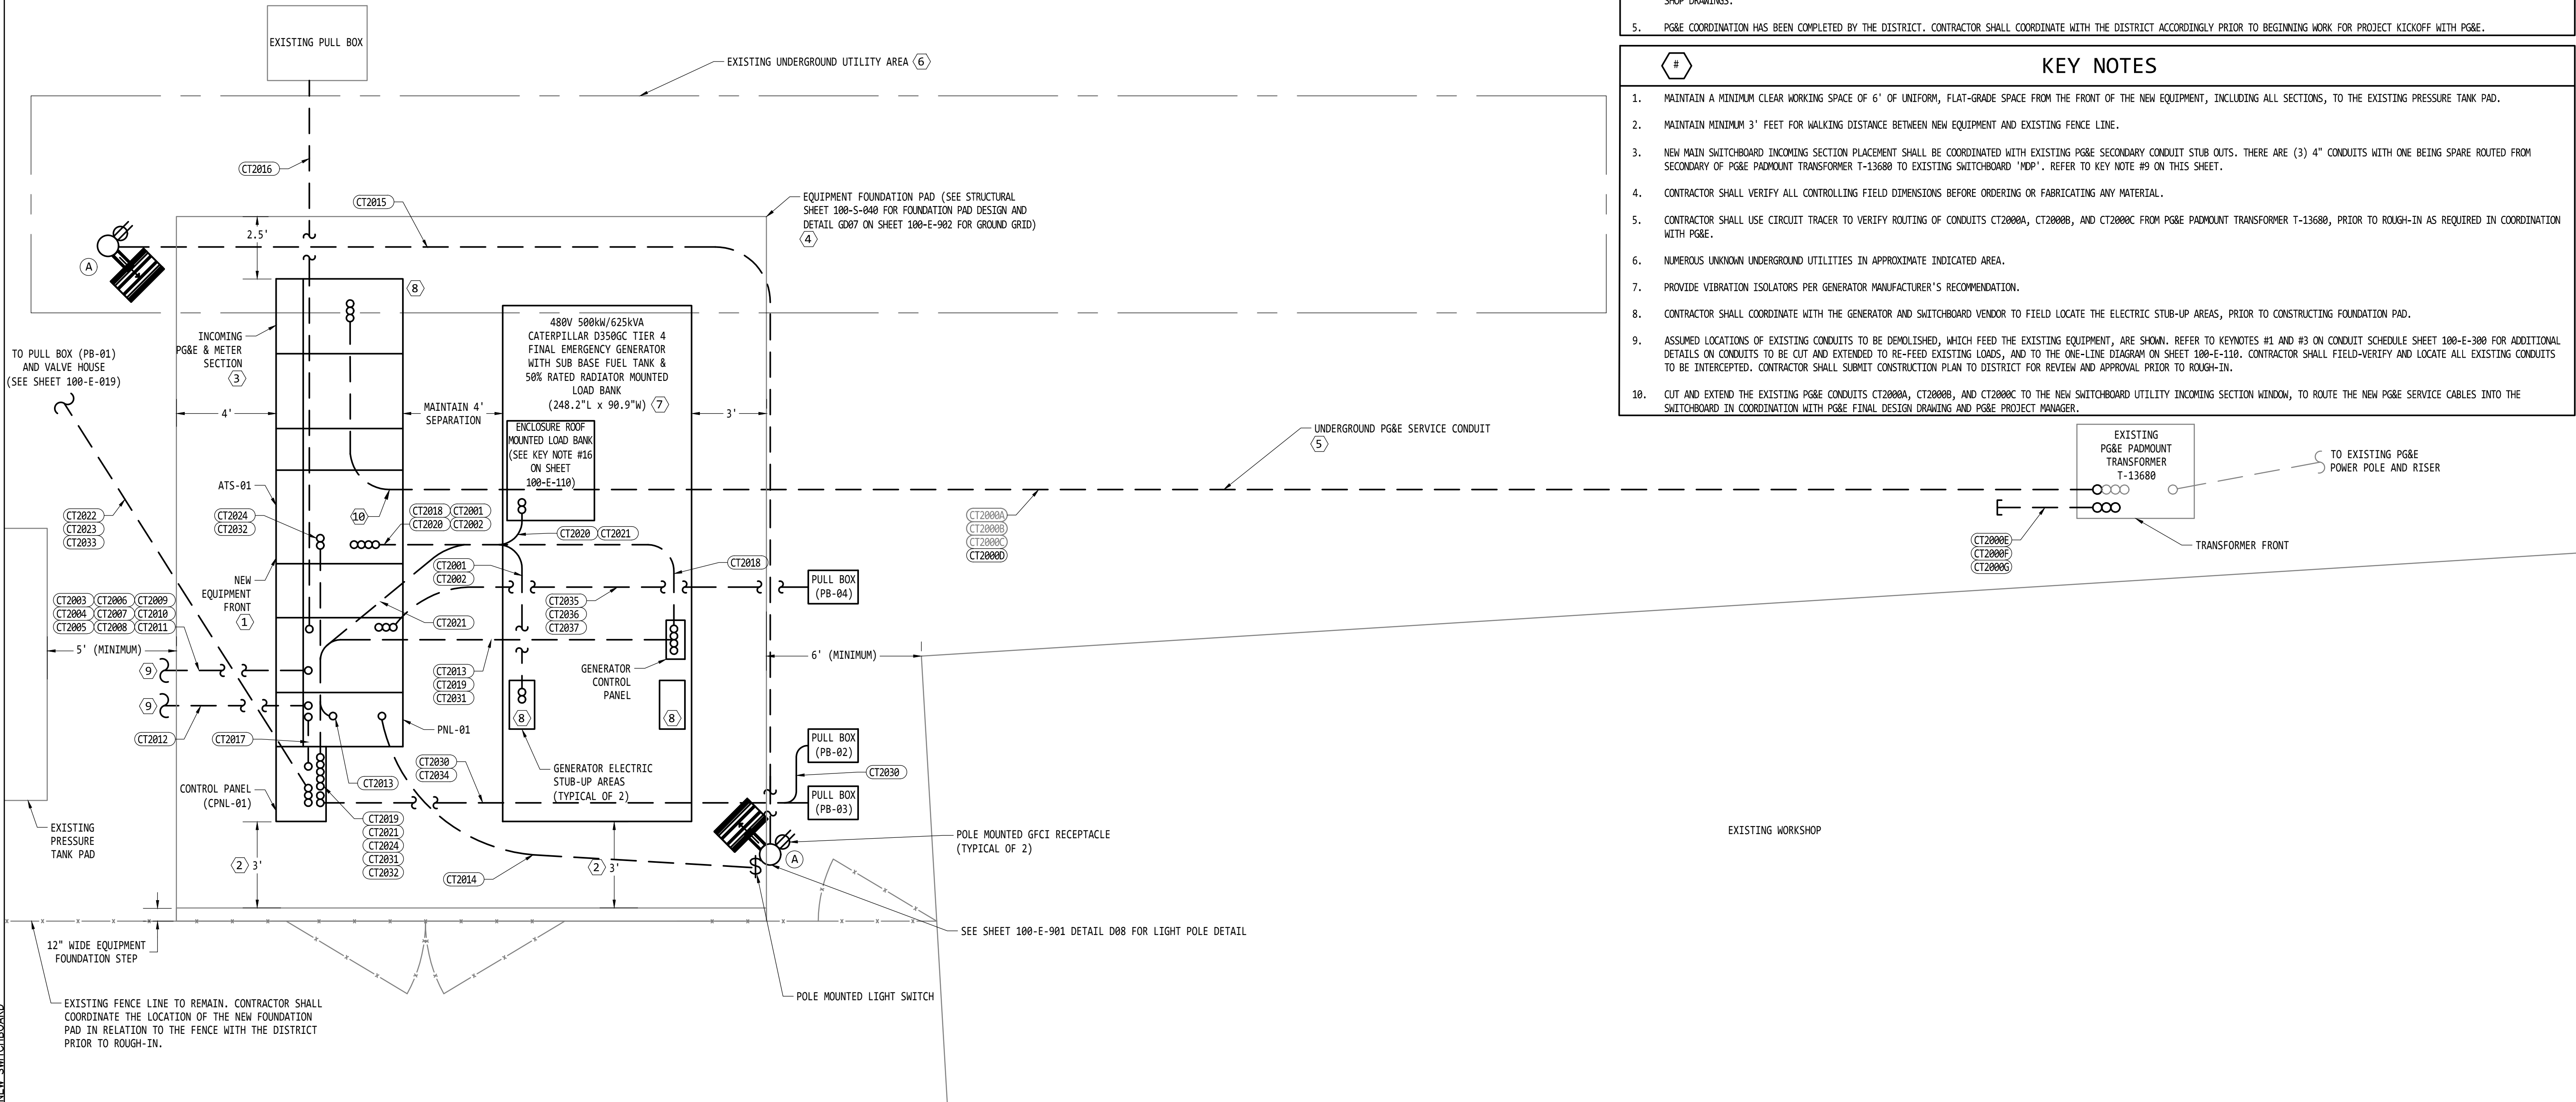 SHOP DRAWINGS.
5. PG&E COORDINATION HAS BEEN COMPLETED BY THE DISTRICT. CONTRACTOR SHALL COORDINATE WITH THE DISTRICT ACCORDINGLY PRIOR TO BEGINNING WORK FOR PROJECT KICKOFF WITH PG&E.
# KEY NOTES
1. MAINTAIN A MINIMUM CLEAR WORKING SPACE OF 6' OF UNIFORM, FLAT-GRADE SPACE FROM THE FRONT OF THE NEW EQUIPMENT, INCLUDING ALL SECTIONS, TO THE EXISTING PRESSURE TANK PAD.
2. MAINTAIN MINIMUM 3' FEET FOR WALKING DISTANCE BETWEEN NEW EQUIPMENT AND EXISTING FENCE LINE.
3. NEW MAIN SWITCHBOARD INCOMING SECTION PLACEMENT SHALL BE COORDINATED WITH EXISTING PG&E SECONDARY CONDUIT STUB OUTS. THERE ARE (3) 4" CONDUITS WITH ONE BEING SPARE ROUTED FROM
SECONDARY OF PG&E PADMOUNT TRANSFORMER T-13680 TO EXISTING SWITCHBOARD 'MDP'. REFER TO KEY NOTE #9 ON THIS SHEET.
4. CONTRACTOR SHALL VERIFY ALL CONTROLLING FIELD DIMENSIONS BEFORE ORDERING OR FABRICATING ANY MATERIAL.
5. CONTRACTOR SHALL USE CIRCUIT TRACER TO VERIFY ROUTING OF CONDUITS CT2000A, CT2000B, AND CT2000C FROM PG&E PADMOUNT TRANSFORMER T-13680, PRIOR TO ROUGH-IN AS REQUIRED IN COORDINATION
WITH PG&E.
6. NUMEROUS UNKNOWN UNDERGROUND UTILITIES IN APPROXIMATE INDICATED AREA.
7. PROVIDE VIBRATION ISOLATORS PER GENERATOR MANUFACTURER'S RECOMMENDATION.
8. CONTRACTOR SHALL COORDINATE WITH THE GENERATOR AND SWITCHBOARD VENDOR TO FIELD LOCATE THE ELECTRIC STUB-UP AREAS, PRIOR TO CONSTRUCTING FOUNDATION PAD.
9. ASSUMED LOCATIONS OF EXISTING CONDUITS TO BE DEMOLISHED, WHICH FEED THE EXISTING EQUIPMENT, ARE SHOWN. REFER TO KEYNOTES #1 AND #3 ON CONDUIT SCHEDULE SHEET 100-E-300 FOR ADDITIONAL
DETAILS ON CONDUITS TO BE CUT AND EXTENDED TO RE-FEED EXISTING LOADS, AND TO THE ONE-LINE DIAGRAM ON SHEET 100-E-110. CONTRACTOR SHALL FIELD-VERIFY AND LOCATE ALL EXISTING CONDUITS
TO BE INTERCEPTED. CONTRACTOR SHALL SUBMIT CONSTRUCTION PLAN TO DISTRICT FOR REVIEW AND APPROVAL PRIOR TO ROUGH-IN.
10. CUT AND EXTEND THE EXISTING PG&E CONDUITS CT2000A, CT2000B, AND CT2000C TO THE NEW SWITCHBOARD UTILITY INCOMING SECTION WINDOW, TO ROUTE THE NEW PG&E SERVICE CABLES INTO THE
SWITCHBOARD IN COORDINATION WITH PG&E FINAL DESIGN DRAWING AND PG&E PROJECT MANAGER.
EXISTING PULL BOX
EXISTING UNDERGROUND UTILITY AREA 6
CT2016
CT2015
2.5'
EQUIPMENT FOUNDATION PAD (SEE STRUCTURAL
SHEET 100-S-040 FOR FOUNDATION PAD DESIGN AND
DETAIL GD07 ON SHEET 100-E-902 FOR GROUND GRID)
4
A
8
INCOMING
PG&E & METER
SECTION
3
TO PULL BOX (PB-01)
AND VALVE HOUSE
(SEE SHEET 100-E-019)
480V 500kW/625kVA
CATERPILLAR D350GC TIER 4
FINAL EMERGENCY GENERATOR
WITH SUB BASE FUEL TANK &
50% RATED RADIATOR MOUNTED
LOAD BANK
(248.2"L x 90.9"W) 7
4'
MAINTAIN 4'
SEPARATION
3'
ENCLOSURE ROOF
MOUNTED LOAD BANK
(SEE KEY NOTE #16
ON SHEET
100-E-110)
UNDERGROUND PG&E SERVICE CONDUIT
5
EXISTING
PG&E PADMOUNT
TRANSFORMER
T-13680
TO EXISTING PG&E
POWER POLE AND RISER
ATS-01
CT2022
CT2023
CT2033
CT2024
CT2032
10
CT2018 CT2001
CT2020 CT2002
CT2020 CT2021
CT2000A
CT2000B
CT2000C
CT2000D
CT2000E
CT2000F
CT2000G
TRANSFORMER FRONT
CT2001
CT2002
CT2018
NEW
EQUIPMENT
FRONT
1
PULL BOX
(PB-04)
CT2003 CT2006 CT2009
CT2004 CT2007 CT2010
CT2005 CT2008 CT2011
CT2035
CT2036
CT2037
CT2021
5' (MINIMUM)
6' (MINIMUM)
9
CT2013
CT2019
CT2031
GENERATOR
CONTROL
PANEL
9
8
8
CT2012
CT2017
PNL-01
PULL BOX
(PB-02)
CT2030
CT2034
GENERATOR ELECTRIC
STUB-UP AREAS
(TYPICAL OF 2)
CT2030
CT2013
CONTROL PANEL
(CPNL-01)
PULL BOX
(PB-03)
CT2019
CT2021
CT2024
CT2031
CT2032
EXISTING
PRESSURE
TANK PAD
POLE MOUNTED GFCI RECEPTACLE
(TYPICAL OF 2)
EXISTING WORKSHOP
A
2 3'
2 3'
CT2014
12" WIDE EQUIPMENT
FOUNDATION STEP
SEE SHEET 100-E-901 DETAIL D08 FOR LIGHT POLE DETAIL
POLE MOUNTED LIGHT SWITCH
EXISTING FENCE LINE TO REMAIN. CONTRACTOR SHALL
COORDINATE THE LOCATION OF THE NEW FOUNDATION
PAD IN RELATION TO THE FENCE WITH THE DISTRICT
PRIOR TO ROUGH-IN.
NEW SWITCHBOARD